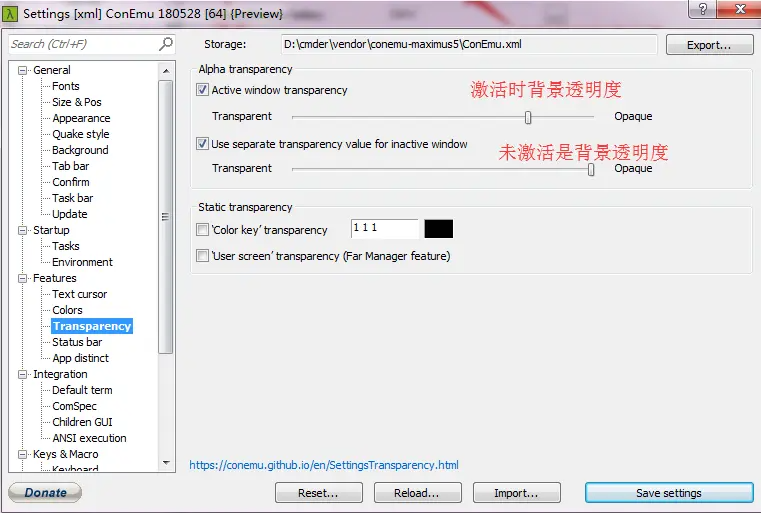 Settings [xml] ConEmu 180528 [64] {Preview}
Search (Ctrl+F)
Storage:
D:\cmder\vendor\conemu-maximus5\ConEmu.xml
Export...
General
Fonts
Size & Pos
Appearance
Quake style
Background
Tab bar
Confirm
Task bar
Update
Startup
Tasks
Environment
Features
Text cursor
Colors
Transparency
Status bar
App distinct
Integration
Default term
ComSpec
Children GUI
ANSI execution
Keys & Macro
Keyboard
Alpha transparency
Active window transparency
激活时背景透明度
Transparent
Opaque
Use separate transparency value for inactive window
未激活是背景透明度
Transparent
Opaque
Static transparency
'Color key' transparency
1 1 1
'User screen' transparency (Far Manager feature)
https://conemu.github.io/en/SettingsTransparency.html
Donate
Reset...
Reload...
Import...
Save settings